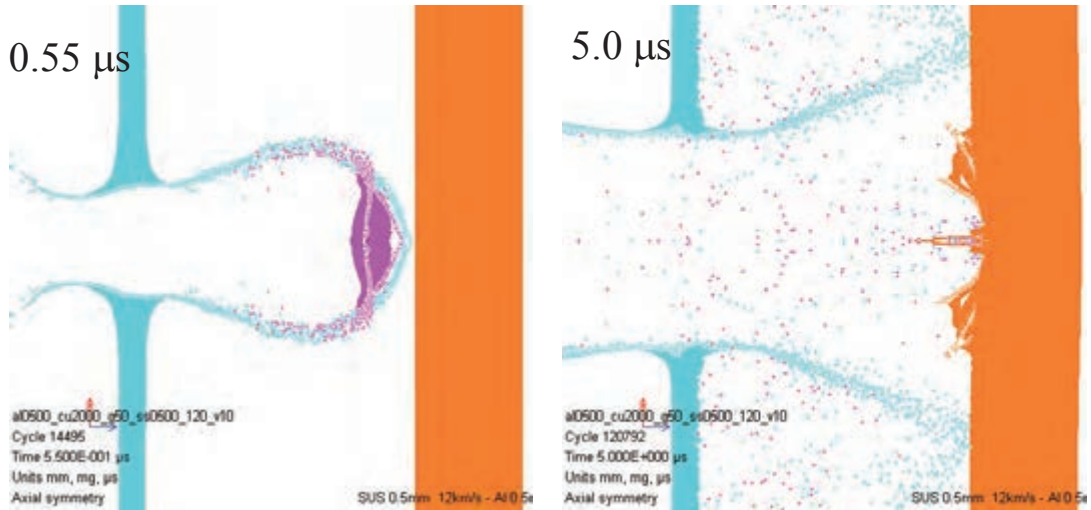 0.55 μs
al0500_cu2000_g50_ss0500_120_v10
Cycle 14495
Time 5.500E-001 μs
Units mm, mg, μs
Axial symmetry
SUS 0.5mm 12km/s - Al 0.5
5.0 μs
al0500_cu2000_g50_ss0500_120_v10
Cycle 120792
Time 5.000E+000 μs
Units mm, mg, μs
Axial symmetry
SUS 0.5mm 12km/s - Al 0.5